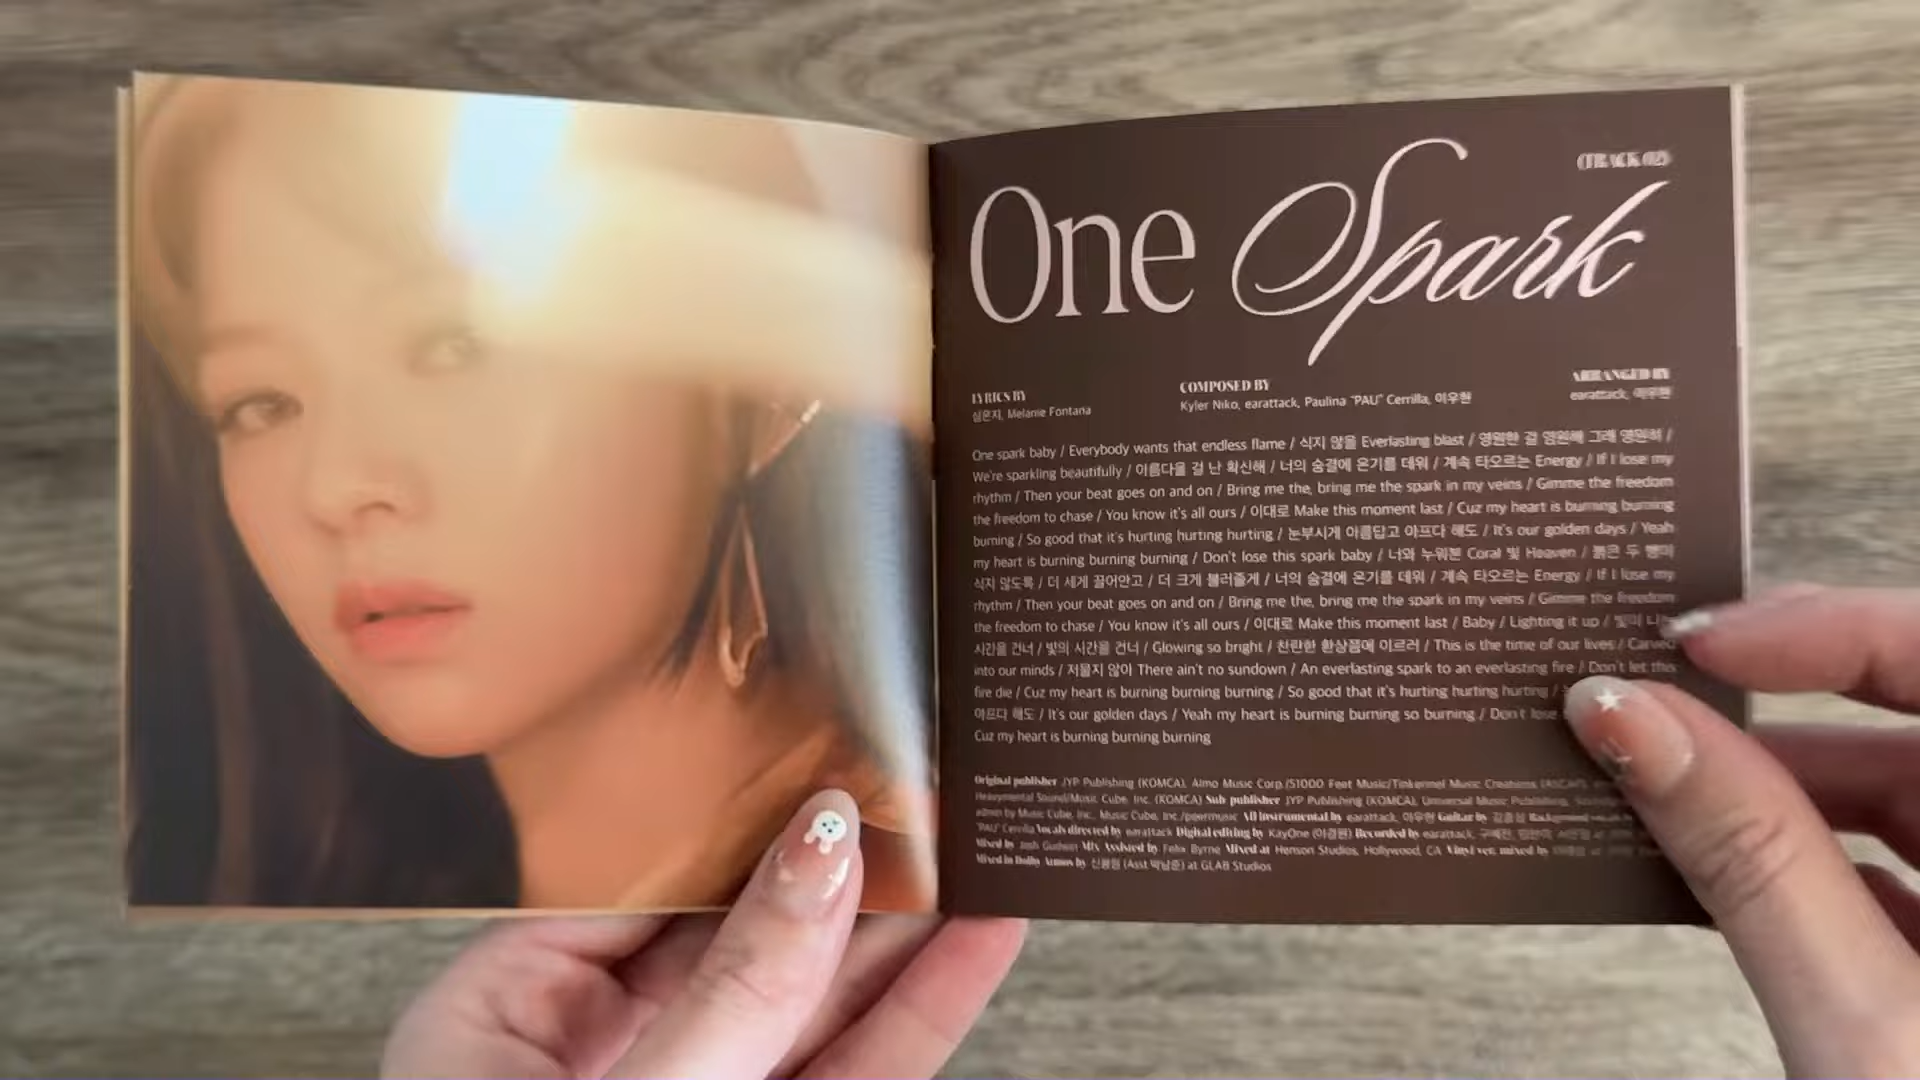 (TRACK 02)
One Spark
LYRICS BY
심은지, Melanie Fontana
COMPOSED BY
Kyler Niko, earattack, Paulina "PAU" Cerrilla, 이우현
ARRANGED BY
earattack, 이우현
One spark baby / Everybody wants that endless flame / 식지 않을 Everlasting blast / 영원한 걸 영원해 그래 영원히 /
We're sparkling beautifully / 아름다울 걸 난 확신해 / 너의 숨결에 온기를 데워 / 계속 타오르는 Energy / If I lose my
rhythm / Then your beat goes on and on / Bring me the, bring me the spark in my veins / Gimme the freedom
the freedom to chase / You know it's all ours / 이대로 Make this moment last / Cuz my heart is burning burning
burning / So good that it's hurting hurting hurting / 눈부시게 아름답고 아프다 해도 / It's our golden days / Yeah
my heart is burning burning burning / Don't lose this spark baby / 너와 누워본 Coral 빛 Heaven / 붉은 두 뺨이
식지 않도록 / 더 세게 끌어안고 / 더 크게 불러줄게 / 너의 숨결에 온기를 데워 / 계속 타오르는 Energy / If I lose my
rhythm / Then your beat goes on and on / Bring me the, bring me the spark in my veins / Gimme the freedom
the freedom to chase / You know it's all ours / 이대로 Make this moment last / Baby / Lighting it up / 빛의
시간을 건너 / 빛의 시간을 건너 / Glowing so bright / 찬란한 환상쯤에 이르러 / This is the time of our lives / Carved
into our minds / 저물지 않아 There ain't no sundown / An everlasting spark to an everlasting fire / Don't let this
fire die / Cuz my heart is burning burning burning / So good that it's hurting hurting hurting /
아프다 해도 / It's our golden days / Yeah my heart is burning burning so burning / Don't lose
Cuz my heart is burning burning burning
Original publisher JYP Publishing (KOMCA), Almo Music Corp./51000 Feet Music/Tinkermel Music Creations (ASCAP),
Heavymental Sound/Music Cube, Inc. (KOMCA) Sub publisher JYP Publishing (KOMCA), Universal Music Publishing,
admin by Music Cube, Inc., Music Cube, Inc./peermusic All instrumental by earattack, 이우현 Guitar by Background
"PAU" Cerrilla Vocals directed by earattack Digital editing by KayOne (이경원) Recorded by earattack, 구혜진,
Mixed by Josh Gudwin Mix Assisted by Felix Byrne Mixed at Henson Studios, Hollywood, CA Vinyl ver. mixed by
Mixed in Dolby Atmos by 신봉원 (Asst. 박남준) at GLAB Studios